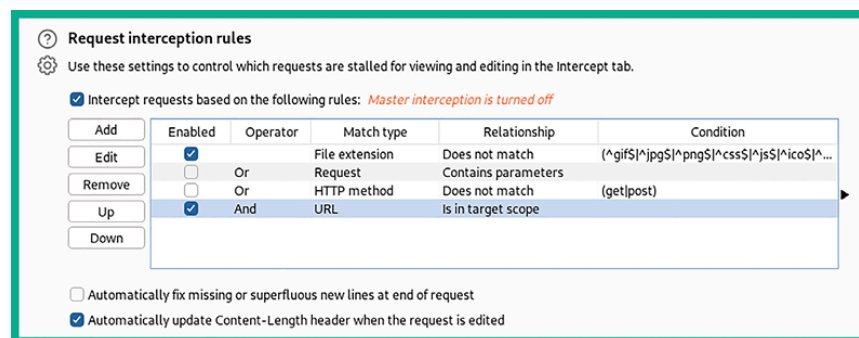 Request interception rules
Use these settings to control which requests are stalled for viewing and editing in the Intercept tab.
Intercept requests based on the following rules: Master interception is turned off
Add
Edit
Remove
Up
Down
Enabled Operator Match type Relationship Condition
File extension Does not match (^gif$|^jpg$|^png$|^css$|^js$|^ico$|^...
Or Request Contains parameters
Or HTTP method Does not match (get|post)
And URL Is in target scope
Automatically fix missing or superfluous new lines at end of request
Automatically update Content-Length header when the request is edited